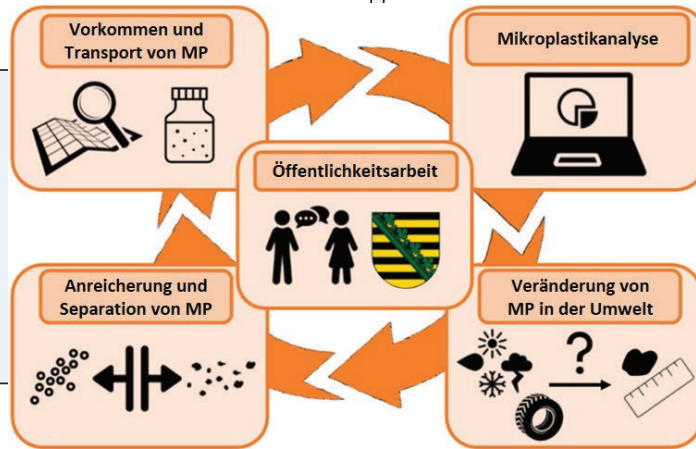 Vorkommen und
Transport von MP
Mikroplastikanalyse
Öffentlichkeitsarbeit
Anreicherung und
Separation von MP
Veränderung von
MP in der Umwelt
?